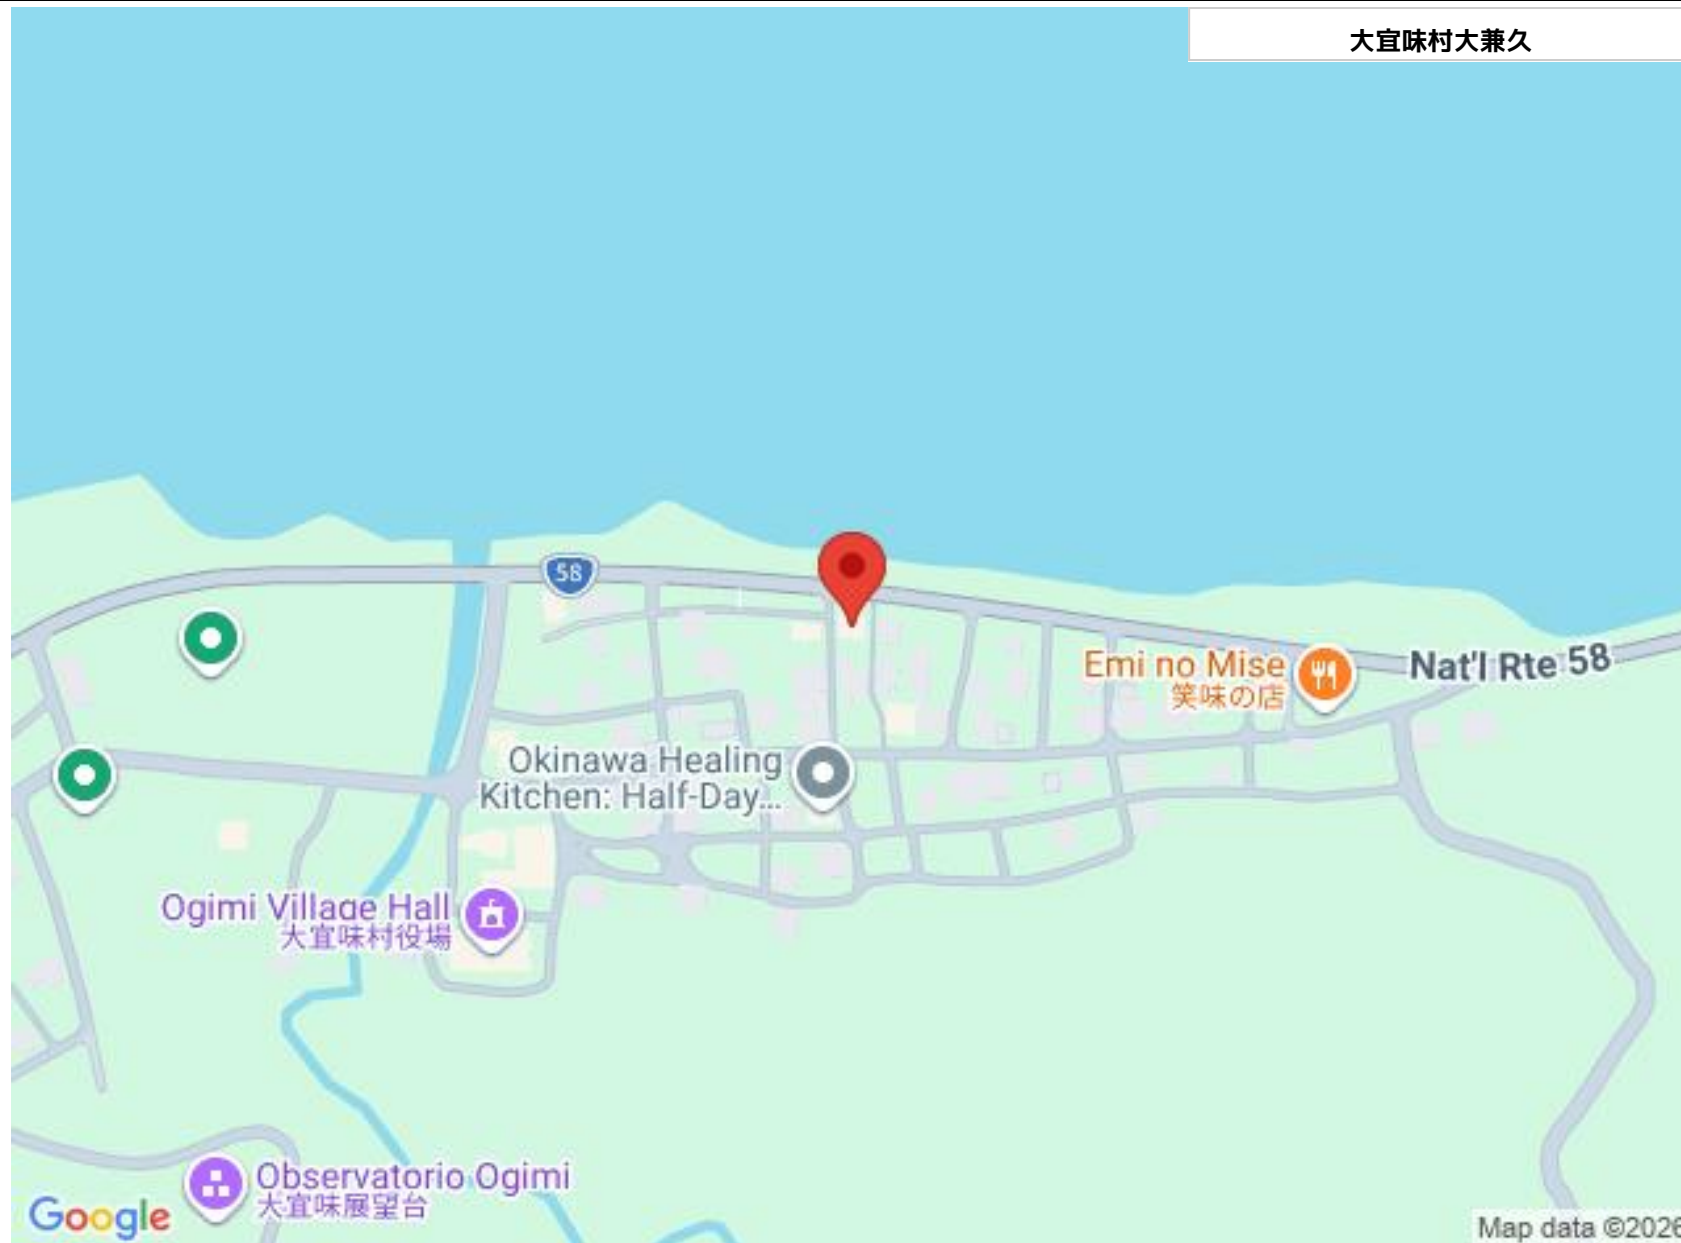 大宜味村大兼久
58
Emi no Mise
笑味の店
Nat'l Rte 58
Okinawa Healing
Kitchen: Half-Day...
Ogimi Village Hall
大宜味村役場
Observatorio Ogimi
大宜味展望台
Google
Map data ©2026